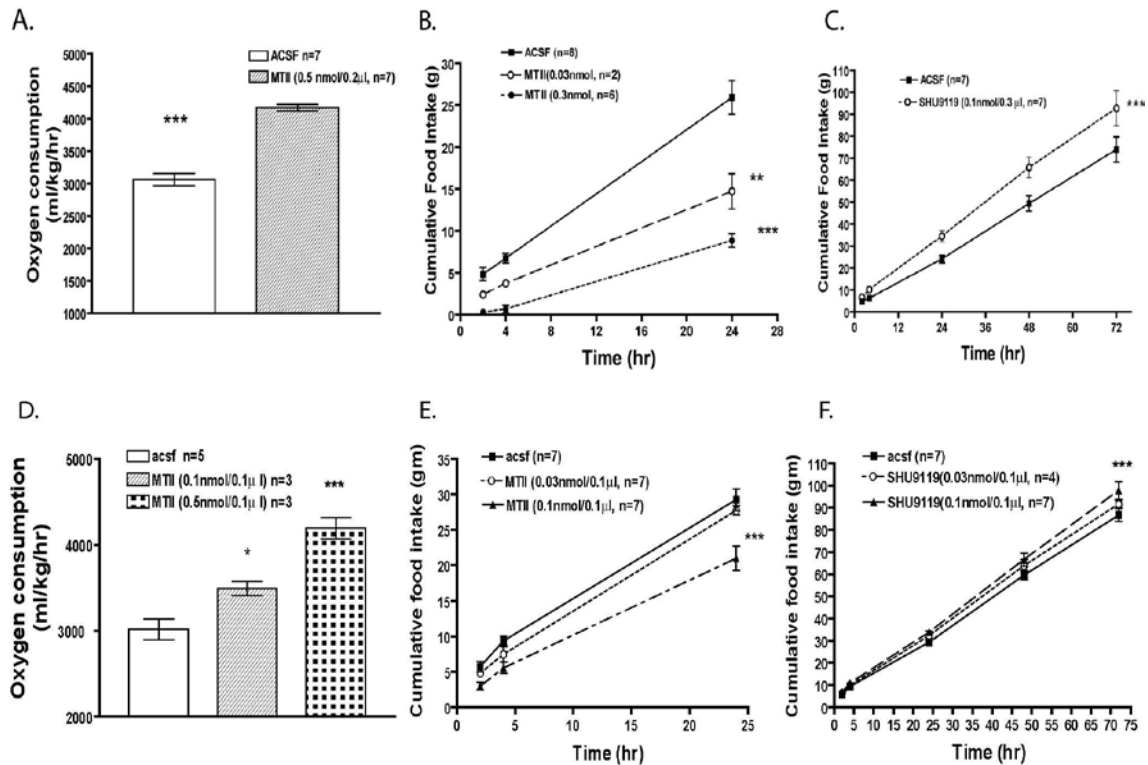 A.
ACSF n=7
MTII (0.5 nmol/0.2µl, n=7)
Oxygen consumption
(ml/kg/hr)
5000
4500
4000
3500
3000
2500
2000
1500
1000
***
B.
ACSF (n=8)
MTII(0.03nmol, n=2)
MTII (0.3nmol, n=6)
Cumulative Food Intake (g)
30
25
20
15
10
5
0
**
***
0 4 8 12 16 20 24 28
Time (hr)
C.
ACSF (n=7)
SHU9119 (0.1nmol/0.3 µl, n=7)
Cumulative Food Intake (g)
100
90
80
70
60
50
40
30
20
10
0
***
0 12 24 36 48 60 72
Time (hr)
D.
acsf n=5
MTII (0.1nmol/0.1µ l) n=3
MTII (0.5nmol/0.1µ l) n=3
Oxygen consumption
(ml/kg/hr)
5000
4000
3000
2000
*
***
E.
acsf (n=7)
MTII (0.03nmol/0.1µl, n=7)
MTII (0.1nmol/0.1µl, n=7)
Cumulative food intake (gm)
35
30
25
20
15
10
5
0
***
0 5 10 15 20 25
Time (hr)
F.
acsf (n=7)
SHU9119(0.03nmol/0.1µl, n=4)
SHU9119(0.1nmol/0.1µl, n=7)
Cumulative food intake (gm)
110
100
90
80
70
60
50
40
30
20
10
0
***
0 5 10 15 20 25 30 35 40 45 50 55 60 65 70 75
Time (hr)